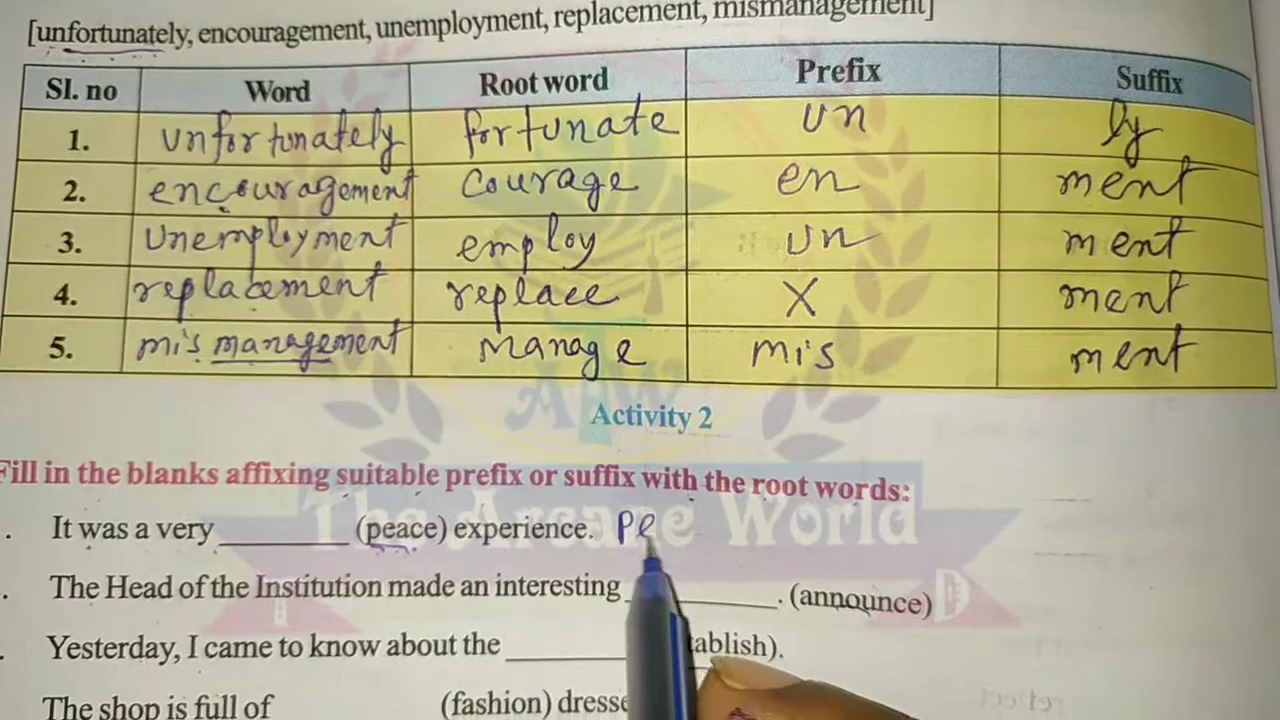 [unfortunately, encouragement, unemployment, replacement, mismanagement]
Sl. no Word Root word Prefix Suffix
1. unfortunately fortunate un ly
2. encouragement courage en ment
3. Unemployment employ un ment
4. replacement replace X ment
5. mismanagement Manage mis ment
Activity 2
Fill in the blanks affixing suitable prefix or suffix with the root words:
. It was a very ________ (peace) experience. Pe
. The Head of the Institution made an interesting ________. (announce)
. Yesterday, I came to know about the ________ tablish).
The shop is full of (fashion) dresse
The Arcane World